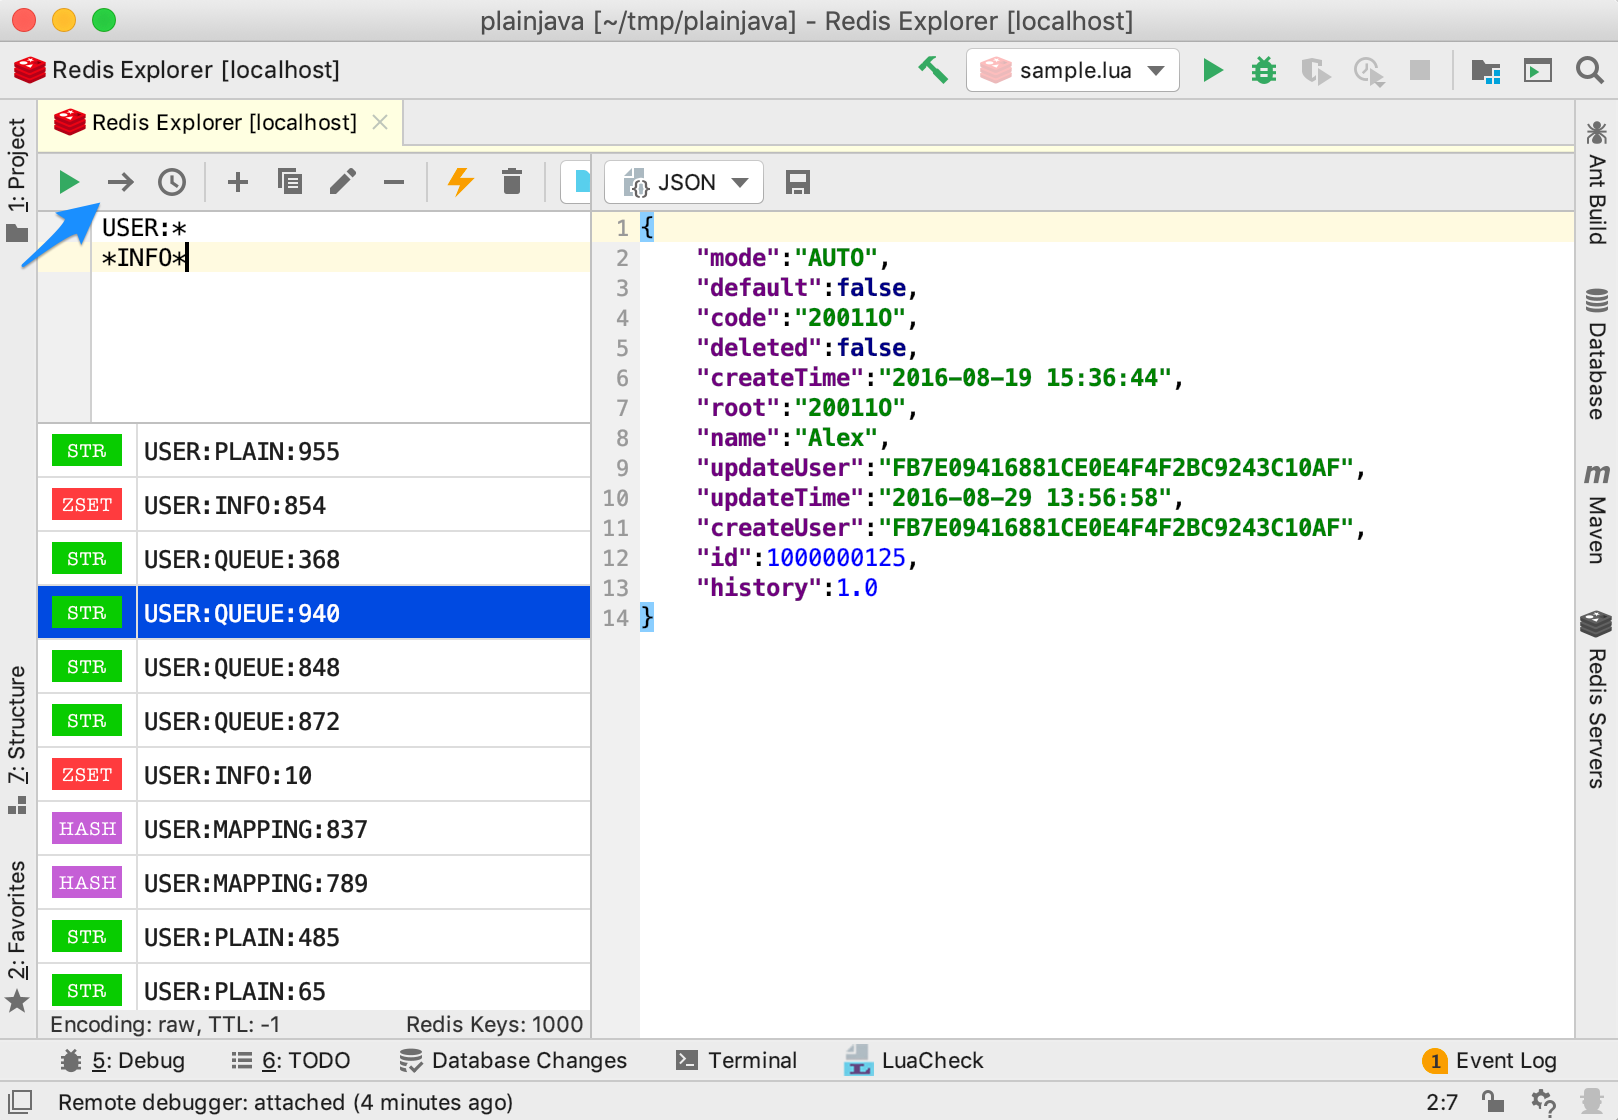 plainjava [~/tmp/plainjava] - Redis Explorer [localhost]
Redis Explorer [localhost]
sample.lua
Redis Explorer [localhost]
JSON
USER:*
*INFO*
1 {
2 "mode":"AUTO",
3 "default":false,
4 "code":"20011O",
5 "deleted":false,
6 "createTime":"2016-08-19 15:36:44",
7 "root":"20011O",
8 "name":"Alex",
9 "updateUser":"FB7E09416881CE0E4F4F2BC9243C10AF",
10 "updateTime":"2016-08-29 13:56:58",
11 "createUser":"FB7E09416881CE0E4F4F2BC9243C10AF",
12 "id":1000000125,
13 "history":1.0
14 }
STR USER:PLAIN:955
ZSET USER:INFO:854
STR USER:QUEUE:368
STR USER:QUEUE:940
STR USER:QUEUE:848
STR USER:QUEUE:872
ZSET USER:INFO:10
HASH USER:MAPPING:837
HASH USER:MAPPING:789
STR USER:PLAIN:485
STR USER:PLAIN:65
Encoding: raw, TTL: -1
Redis Keys: 1000
1: Project
7: Structure
2: Favorites
Ant Build
Database
m Maven
Redis Servers
5: Debug
6: TODO
Database Changes
Terminal
LuaCheck
1 Event Log
Remote debugger: attached (4 minutes ago)
2:7